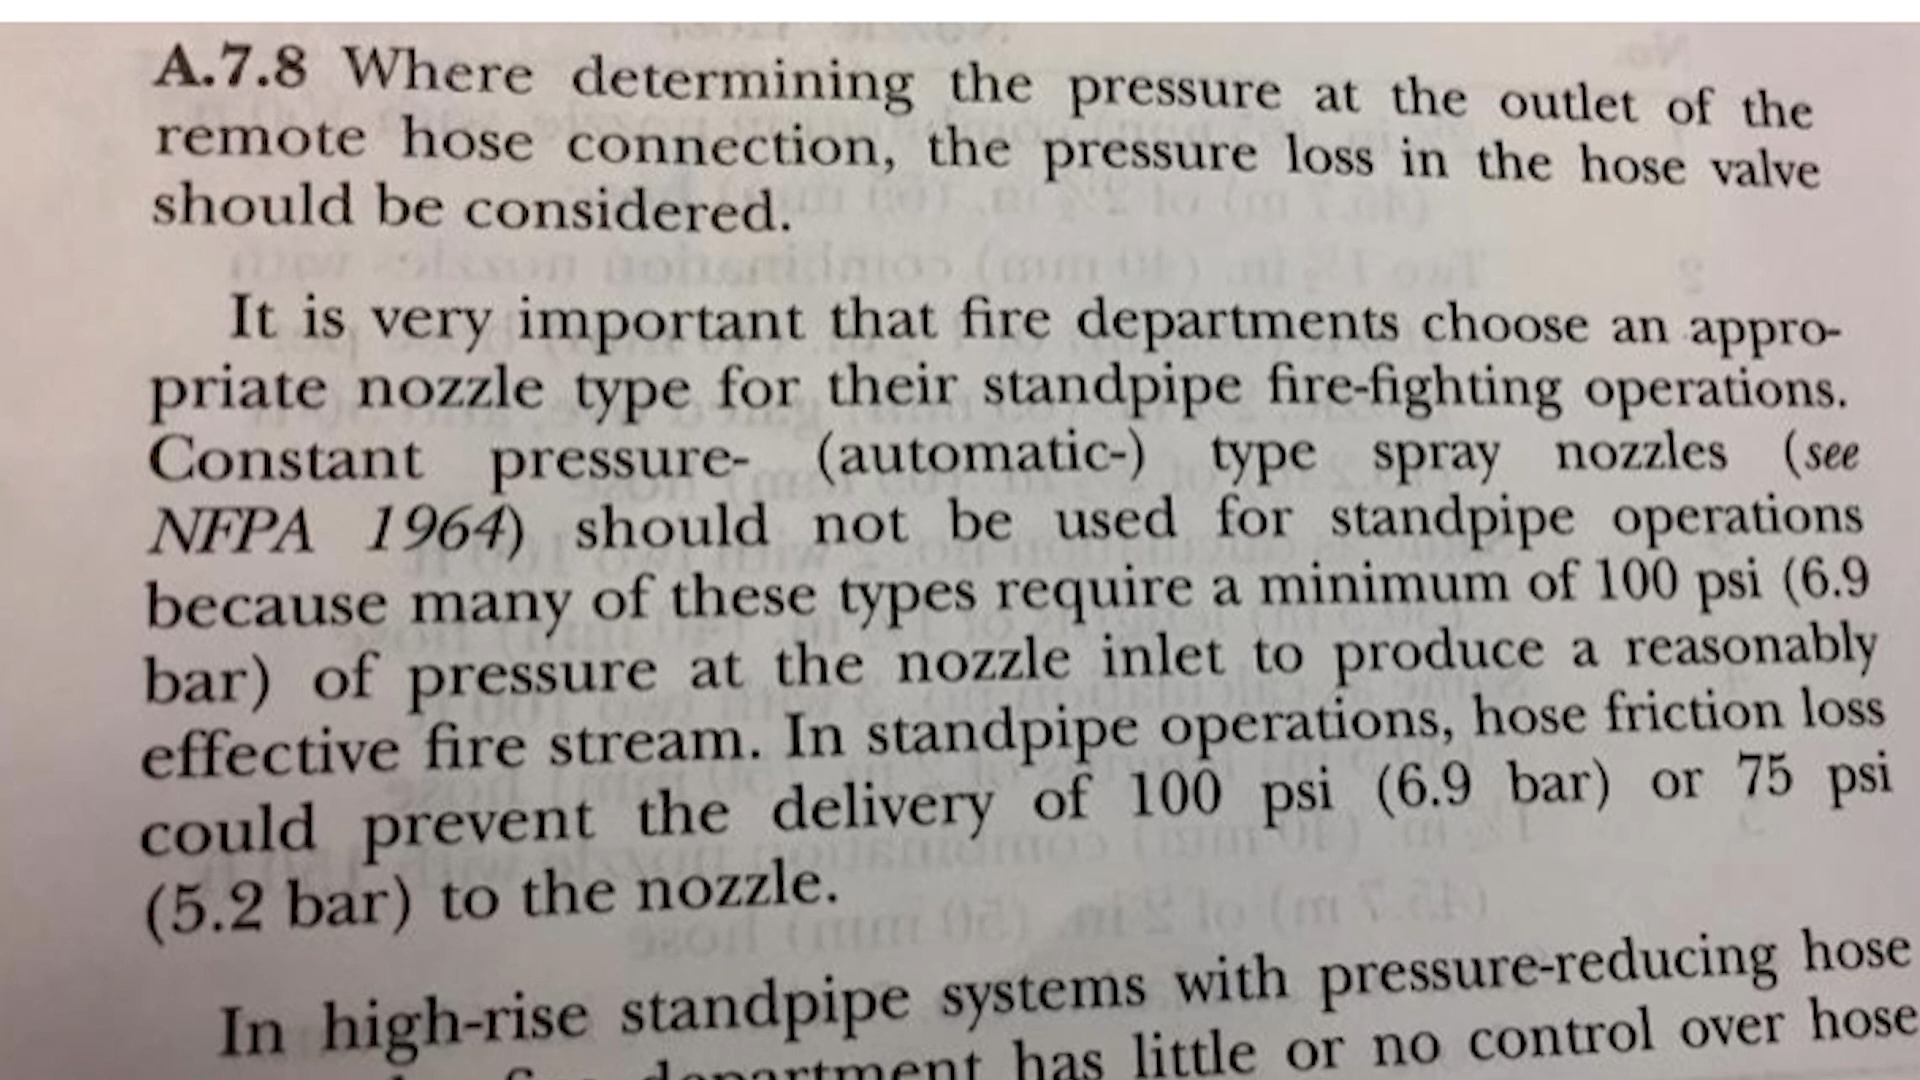 A.7.8 Where determining the pressure at the outlet of the
remote hose connection, the pressure loss in the hose valve
should be considered.
It is very important that fire departments choose an appro-
priate nozzle type for their standpipe fire-fighting operations.
Constant pressure- (automatic-) type spray nozzles (see
NFPA 1964) should not be used for standpipe operations
because many of these types require a minimum of 100 psi (6.9
bar) of pressure at the nozzle inlet to produce a reasonably
effective fire stream. In standpipe operations, hose friction loss
could prevent the delivery of 100 psi (6.9 bar) or 75 psi
(5.2 bar) to the nozzle.
In high-rise standpipe systems with pressure-reducing hose
department has little or no control over hose